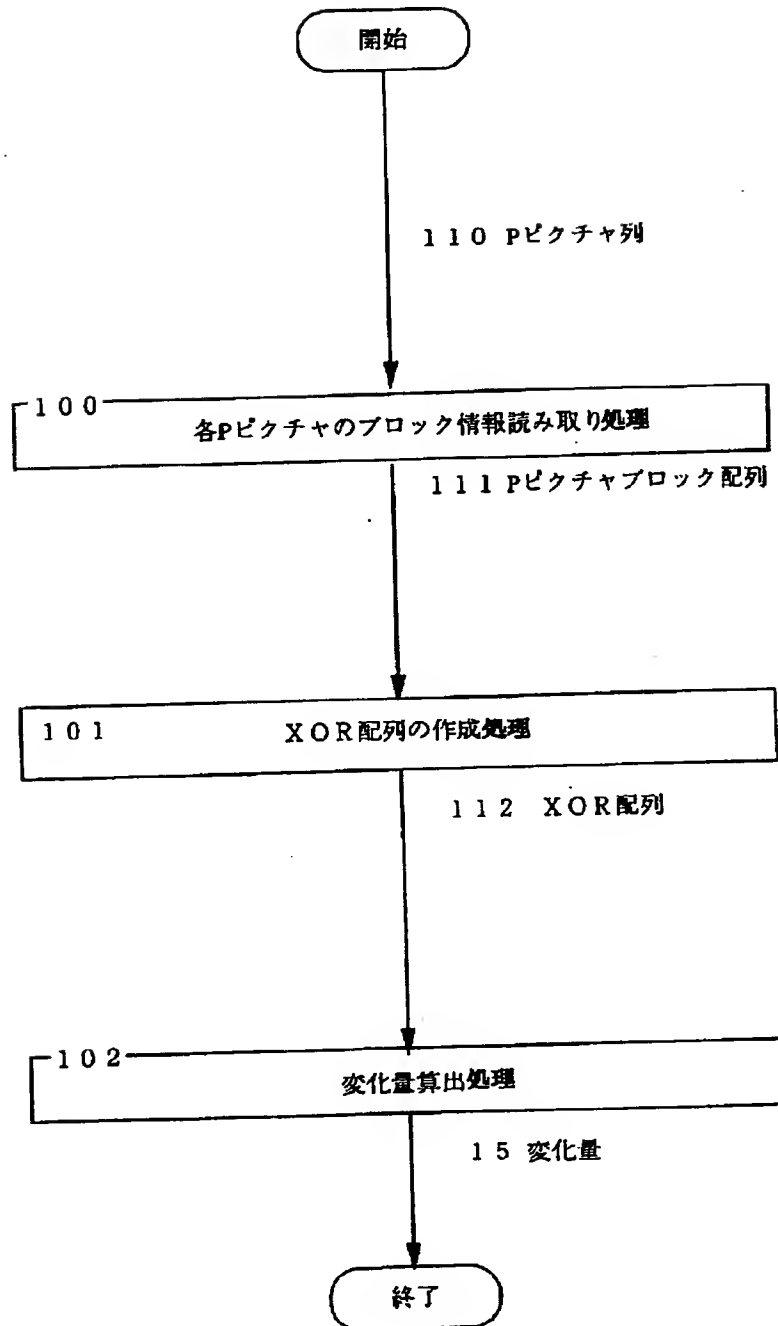 開始
110 Pピクチャ列
100
各Pピクチャのブロック情報読み取り処理
111 Pピクチャブロック配列
101 XOR配列の作成処理
112 XOR配列
102
変化量算出処理
15 変化量
終了